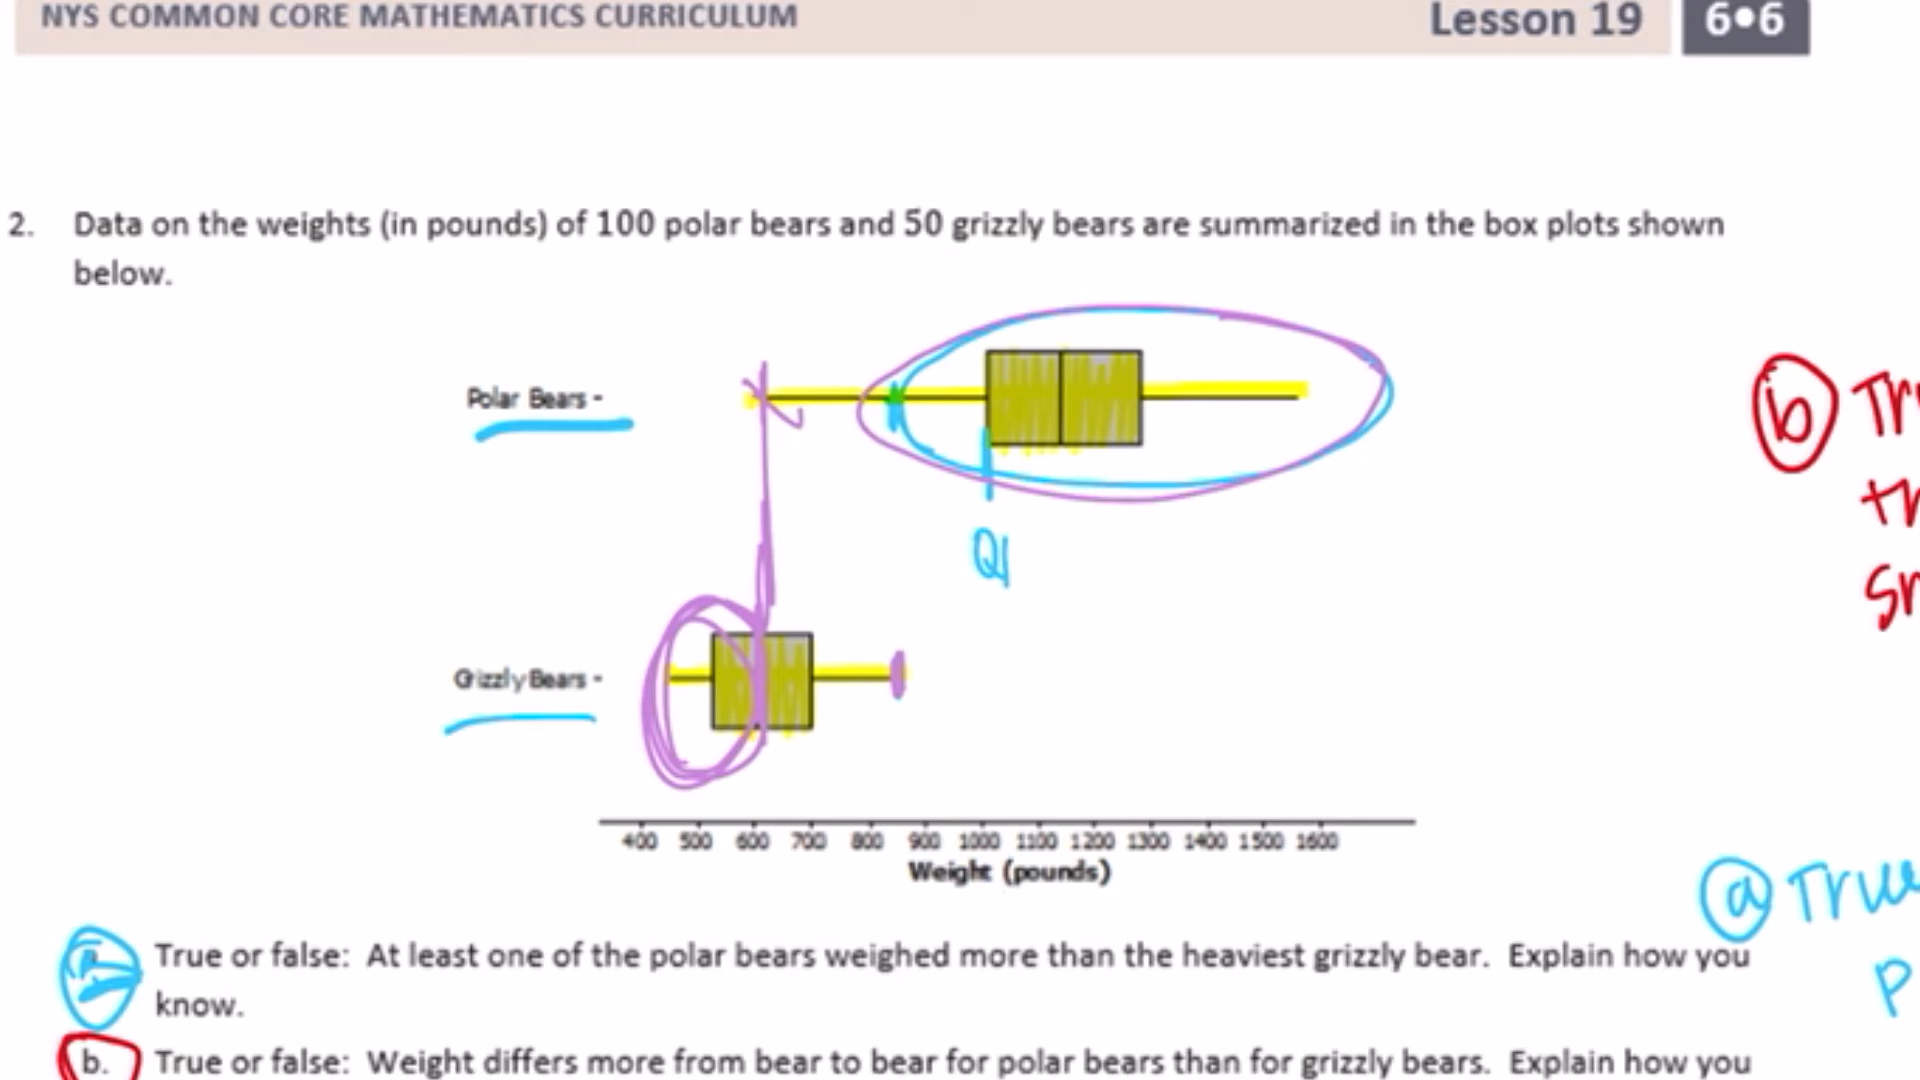 NYS COMMON CORE MATHEMATICS CURRICULUM
Lesson 19
6•6
2. Data on the weights (in pounds) of 100 polar bears and 50 grizzly bears are summarized in the box plots shown
below.
Polar Bears -
b
Q1
Grizzly Bears -
400 500 600 700 800 900 1000 1100 1200 1300 1400 1500 1600
Weight (pounds)
a True
True or false: At least one of the polar bears weighed more than the heaviest grizzly bear. Explain how you
know.
b. True or false: Weight differs more from bear to bear for polar bears than for grizzly bears. Explain how you